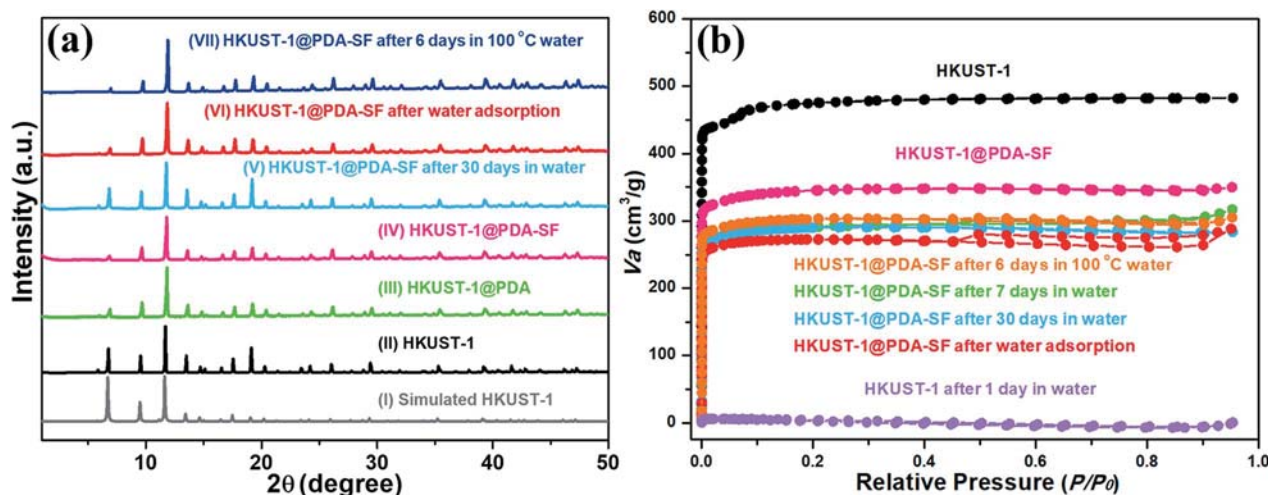 (a)
(VII) HKUST-1@PDA-SF after 6 days in 100 °C water
(VI) HKUST-1@PDA-SF after water adsorption
(V) HKUST-1@PDA-SF after 30 days in water
(IV) HKUST-1@PDA-SF
(III) HKUST-1@PDA
(II) HKUST-1
(I) Simulated HKUST-1
Intensity (a.u.)
10 20 30 40 50
2θ (degree)
(b)
600
500
400
300
200
100
0
Va (cm³/g)
HKUST-1
HKUST-1@PDA-SF
HKUST-1@PDA-SF after 6 days in 100 °C water
HKUST-1@PDA-SF after 7 days in water
HKUST-1@PDA-SF after 30 days in water
HKUST-1@PDA-SF after water adsorption
HKUST-1 after 1 day in water
0.0 0.2 0.4 0.6 0.8 1.0
Relative Pressure (P/P₀)